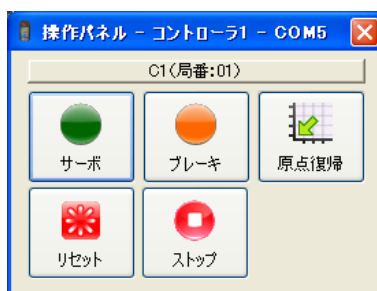 操作パネル - コントローラ1 - COM5
C1(局番:01)
サーボ
ブレーキ
原点復帰
リセット
ストップ